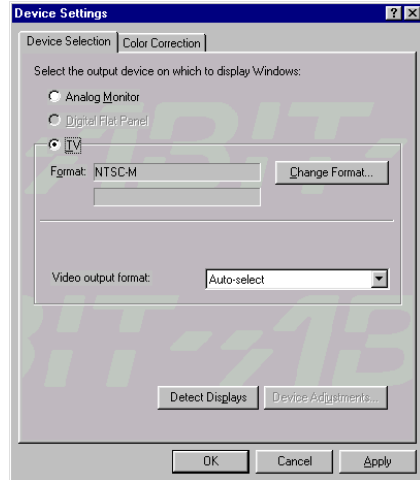 Device Settings
Device Selection
Color Correction
Select the output device on which to display Windows:
Analog Monitor
Digital Flat Panel
TV
Format:
NTSC-M
Change Format...
Video output format:
Auto-select
Detect Displays
Device Adjustments...
OK
Cancel
Apply
ABIT